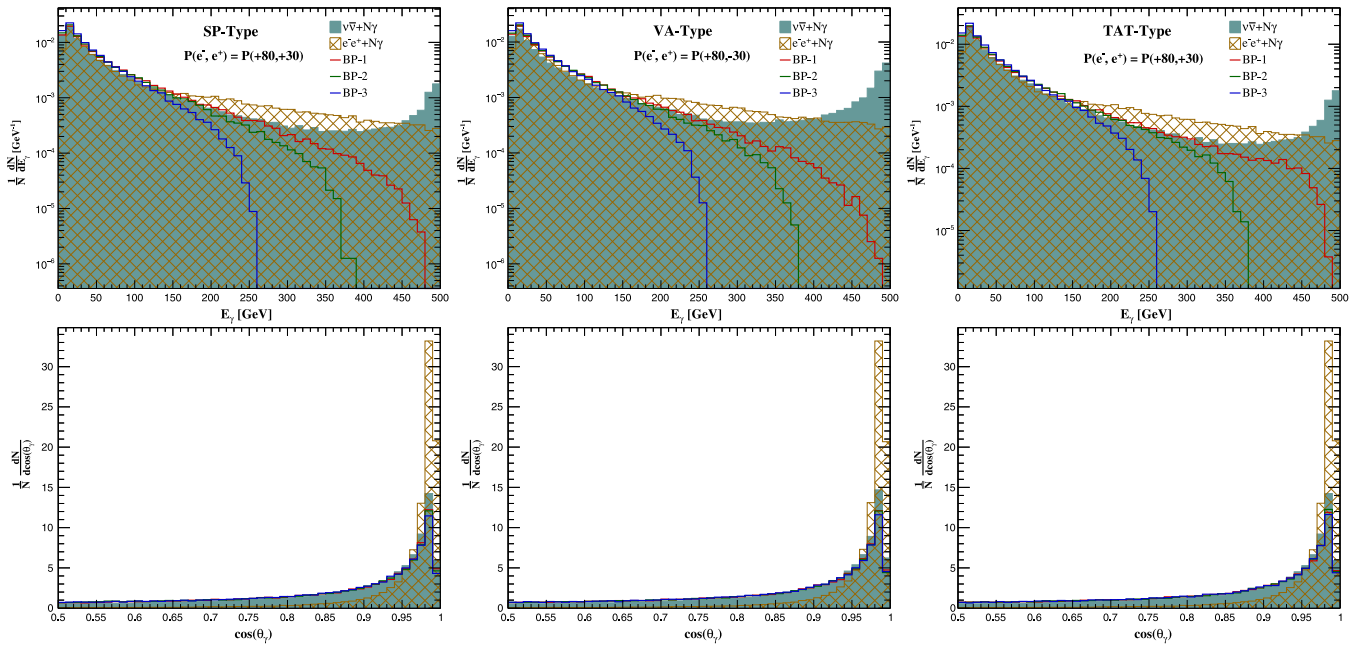 SP-Type
P(e⁻, e⁺) = P(+80,+30)
νν̅+Nγ
e⁻e⁺+Nγ
BP-1
BP-2
BP-3
10⁻²
10⁻³
10⁻⁴
10⁻⁵
10⁻⁶
1/N dN/dE_γ [GeV⁻¹]
0 50 100 150 200 250 300 350 400 450 500
E_γ [GeV]
VA-Type
P(e⁻, e⁺) = P(+80,-30)
νν̅+Nγ
e⁻e⁺+Nγ
BP-1
BP-2
BP-3
10⁻²
10⁻³
10⁻⁴
10⁻⁵
10⁻⁶
1/N dN/dE_γ [GeV⁻¹]
0 50 100 150 200 250 300 350 400 450 500
E_γ [GeV]
TAT-Type
P(e⁻, e⁺) = P(+80,+30)
νν̅+Nγ
e⁻e⁺+Nγ
BP-1
BP-2
BP-3
10⁻²
10⁻³
10⁻⁴
10⁻⁵
10⁻⁶
1/N dN/dE_γ [GeV⁻¹]
0 50 100 150 200 250 300 350 400 450 500
E_γ [GeV]
30
25
20
15
10
5
0
1/N dN/dcos(θ_γ)
0.5 0.55 0.6 0.65 0.7 0.75 0.8 0.85 0.9 0.95 1
cos(θ_γ)
30
25
20
15
10
5
0
1/N dN/dcos(θ_γ)
0.5 0.55 0.6 0.65 0.7 0.75 0.8 0.85 0.9 0.95 1
cos(θ_γ)
30
25
20
15
10
5
0
1/N dN/dcos(θ_γ)
0.5 0.55 0.6 0.65 0.7 0.75 0.8 0.85 0.9 0.95 1
cos(θ_γ)